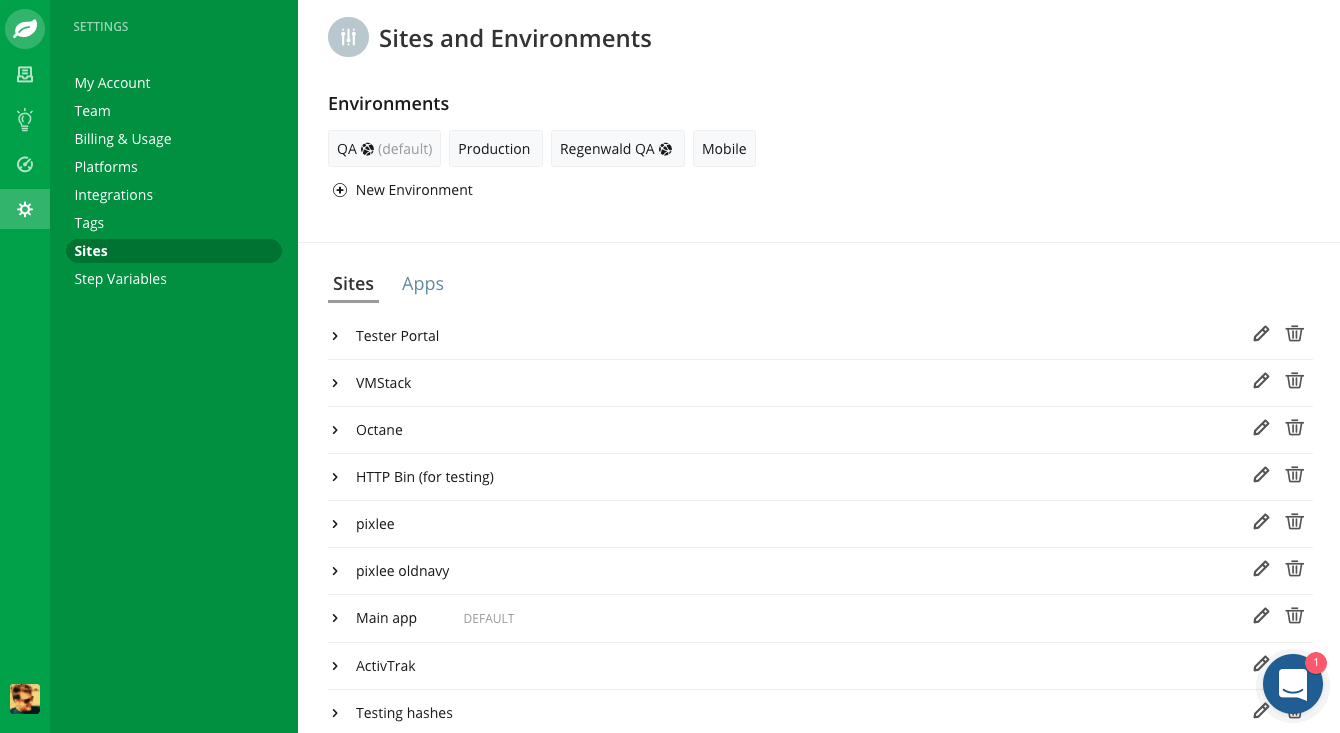 SETTINGS
My Account
Team
Billing & Usage
Platforms
Integrations
Tags
Sites
Step Variables
Sites and Environments
Environments
QA (default) Production Regenwald QA Mobile
New Environment
Sites Apps
Tester Portal
VMStack
Octane
HTTP Bin (for testing)
pixlee
pixlee oldnavy
Main app DEFAULT
ActivTrak
1
Testing hashes